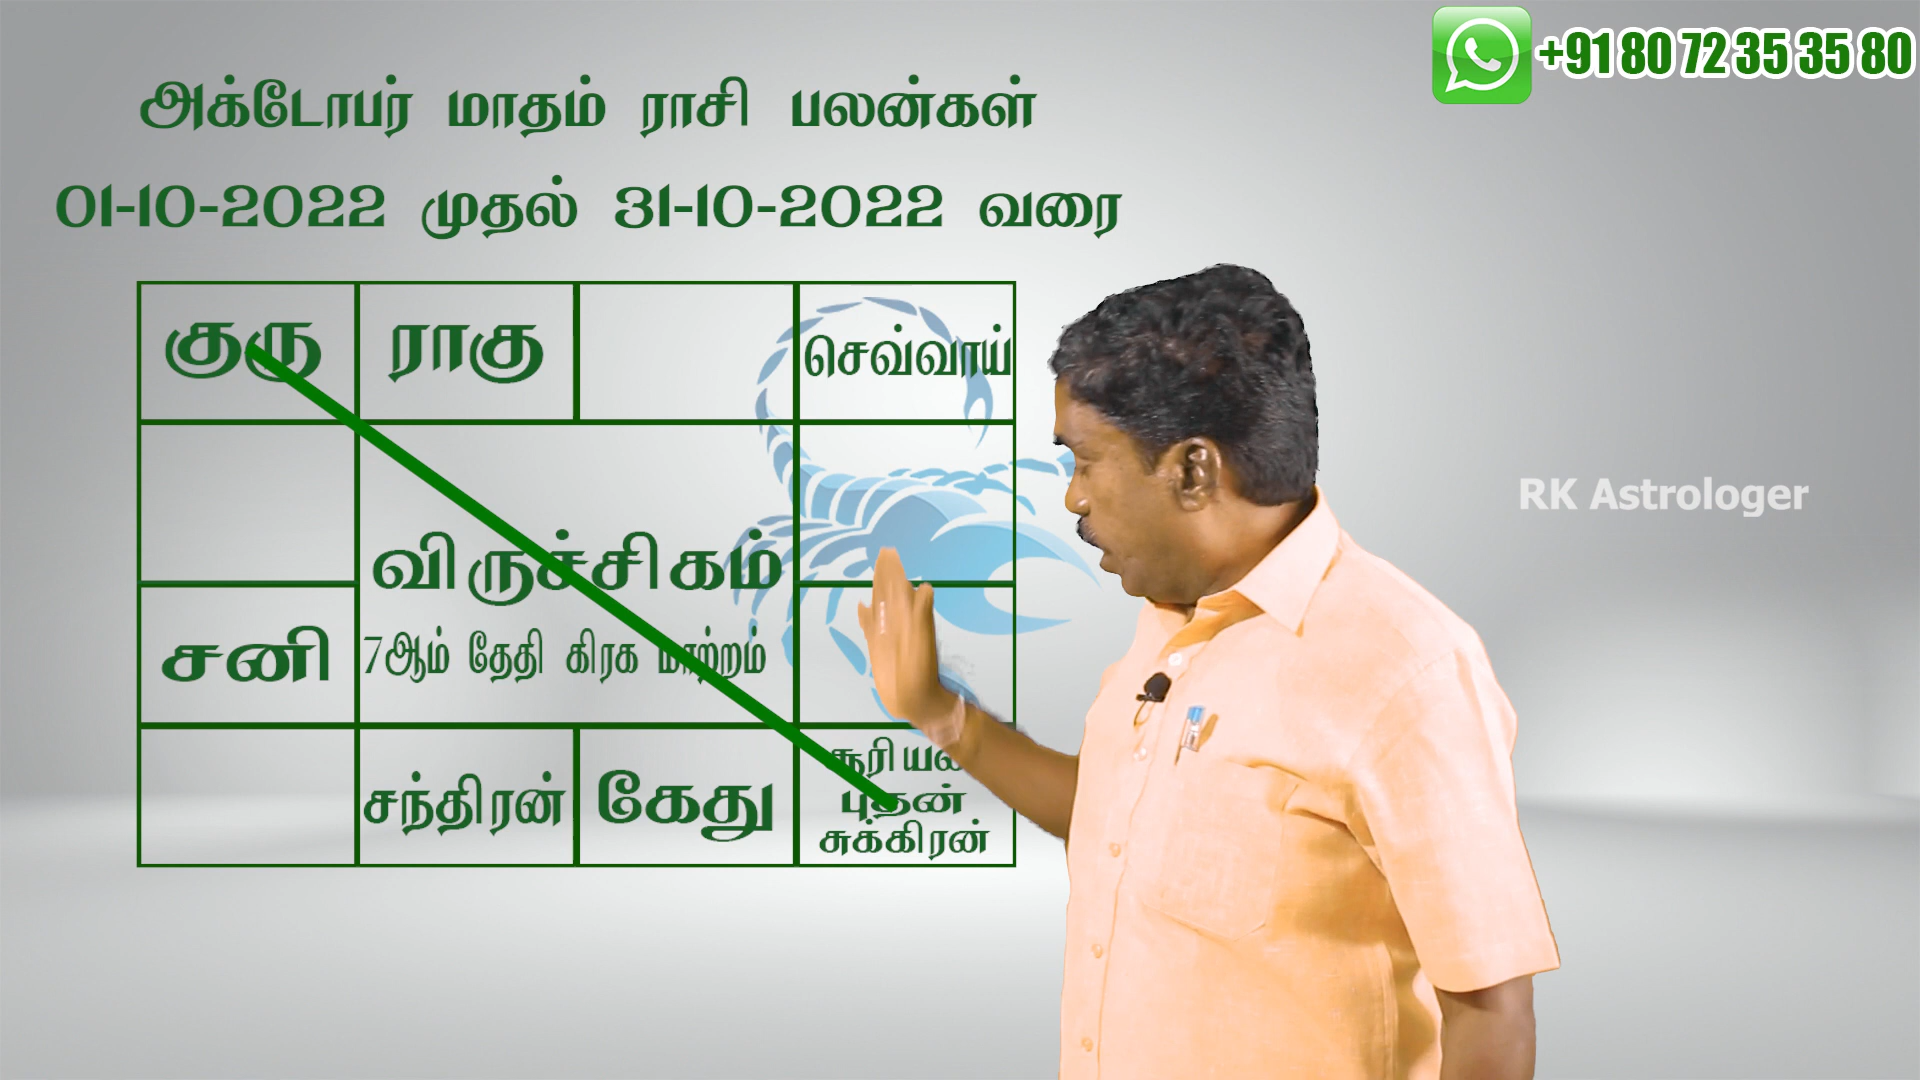 +91 80 72 35 35 80
அக்டோபர் மாதம் ராசி பலன்கள்
01-10-2022 முதல் 31-10-2022 வரை
குரு ராகு செவ்வாய்
RK Astrologer
விருச்சிகம்
சனி 7ஆம் தேதி கிரக மாற்றம்
சந்திரன் கேது
புதன்
சுக்கிரன்